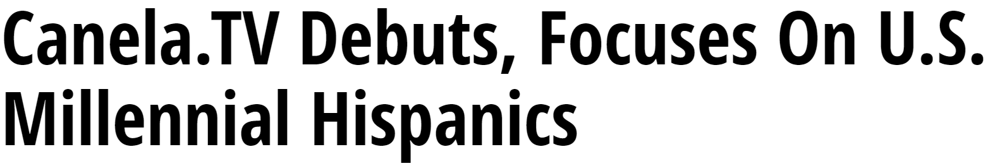 Canela.TV Debuts, Focuses On U.S.
Millennial Hispanics